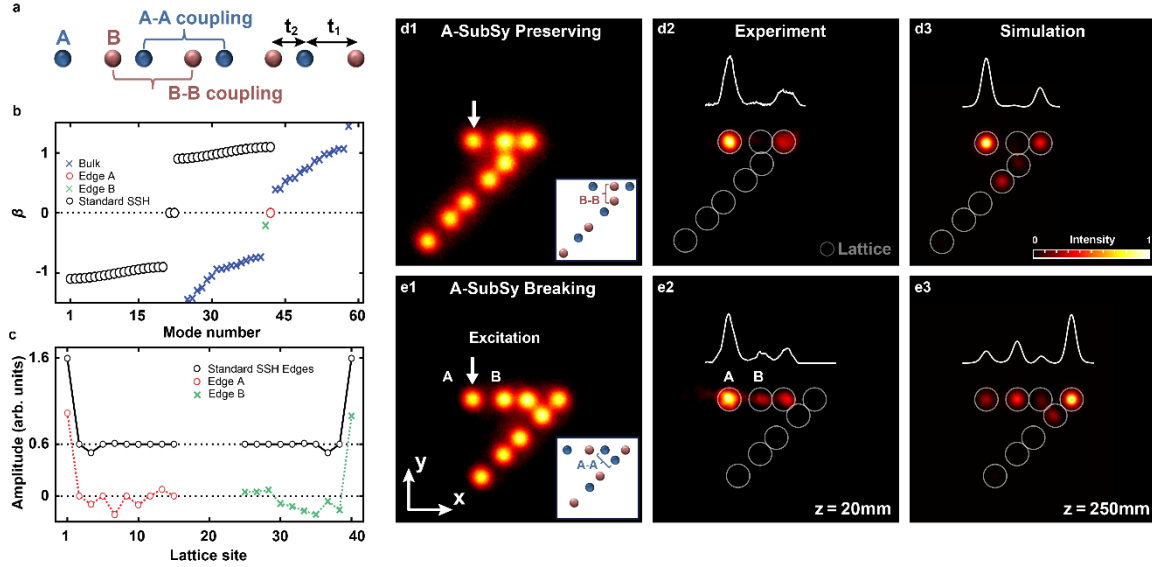 a
A-A coupling
A
B
t2
t1
B-B coupling
b
1
0
-1
β
Bulk
Edge A
Edge B
Standard SSH
1
15
30
45
60
Mode number
c
1.6
0.6
0
Amplitude (arb. units)
Standard SSH Edges
Edge A
Edge B
1
10
20
30
40
Lattice site
d1
A-SubSy Preserving
B-B
d2
Experiment
Lattice
d3
Simulation
0
Intensity
1
e1
A-SubSy Breaking
Excitation
A
B
y
x
A-A
e2
A
B
z = 20mm
e3
z = 250mm